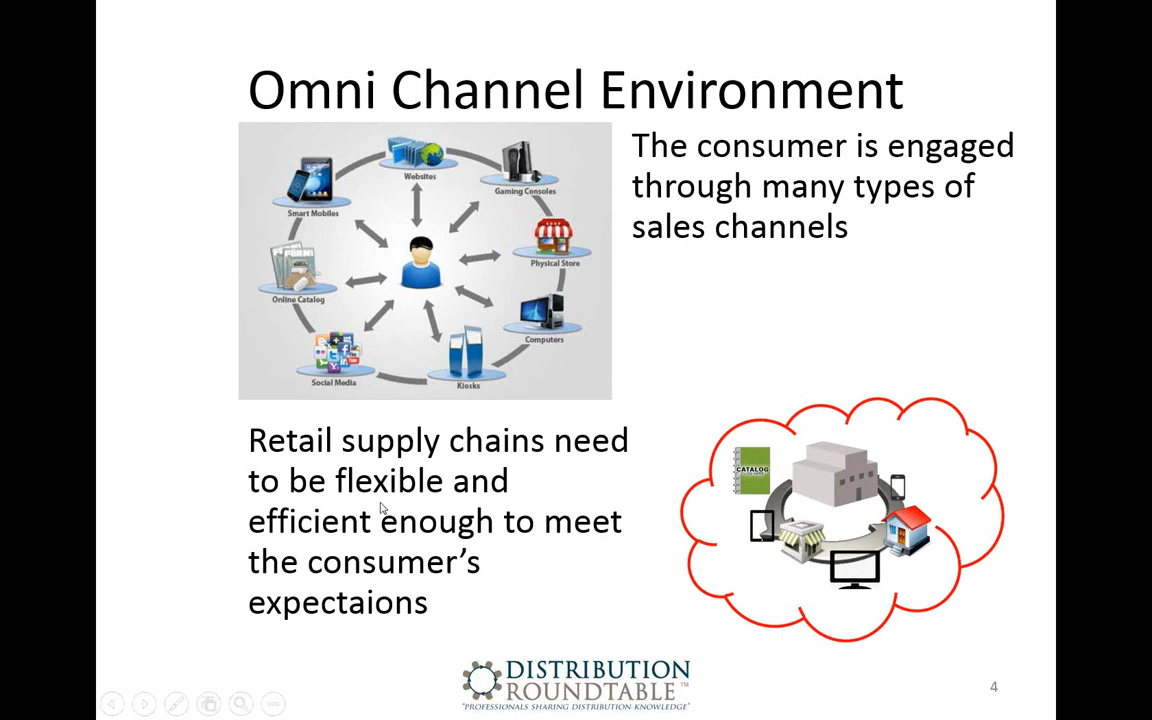 Omni Channel Environment
Websites
Gaming Consoles
Smart Mobiles
Physical Store
Online Catalog
Computers
Social Media
Kiosks
The consumer is engaged
through many types of
sales channels
Retail supply chains need
to be flexible and
efficient enough to meet
the consumer’s
expectaions
CATALOG
DISTRIBUTION
ROUNDTABLE™
"PROFESSIONALS SHARING DISTRIBUTION KNOWLEDGE"
4